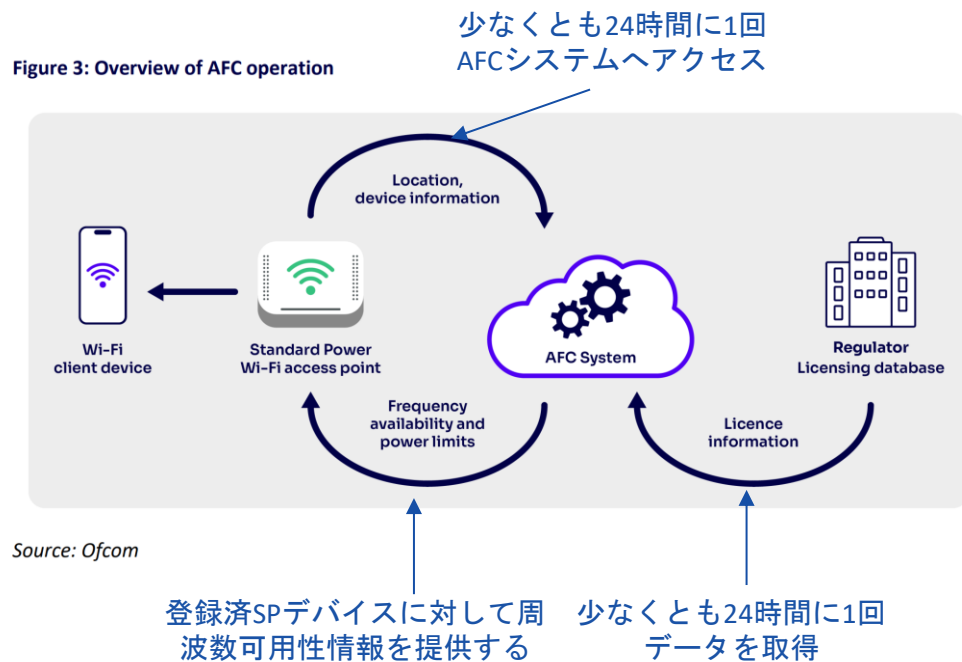 少なくとも24時間に1回
AFCシステムへアクセス
Figure 3: Overview of AFC operation
Location,
device information
Wi-Fi
client device
Standard Power
Wi-Fi access point
AFC System
Regulator
Licensing database
Frequency
availability and
power limits
Licence
information
Source: Ofcom
登録済SPデバイスに対して周
波数可用性情報を提供する
少なくとも24時間に1回
データを取得